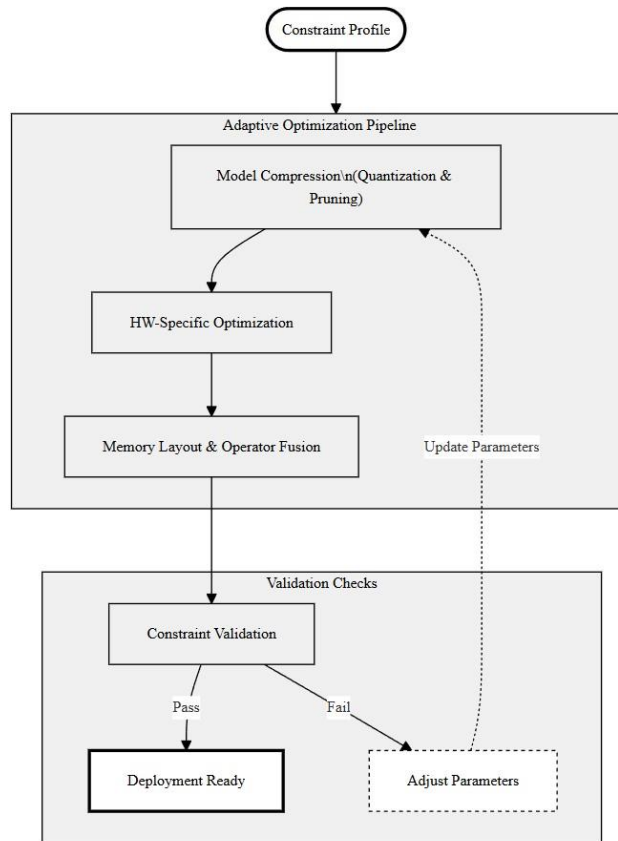 Constraint Profile
Adaptive Optimization Pipeline
Model Compression\n(Quantization &
Pruning)
HW-Specific Optimization
Memory Layout & Operator Fusion
Update Parameters
Validation Checks
Constraint Validation
Pass
Fail
Deployment Ready
Adjust Parameters